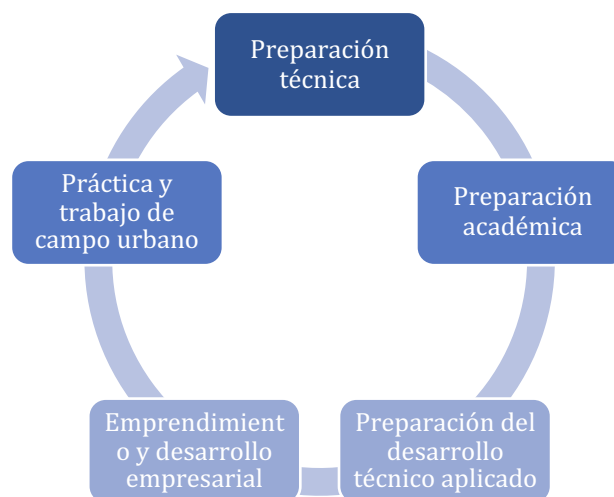 Preparación
técnica
Preparación
académica
Preparación del
desarrollo
técnico aplicado
Emprendimient
o y desarrollo
empresarial
Práctica y
trabajo de
campo urbano